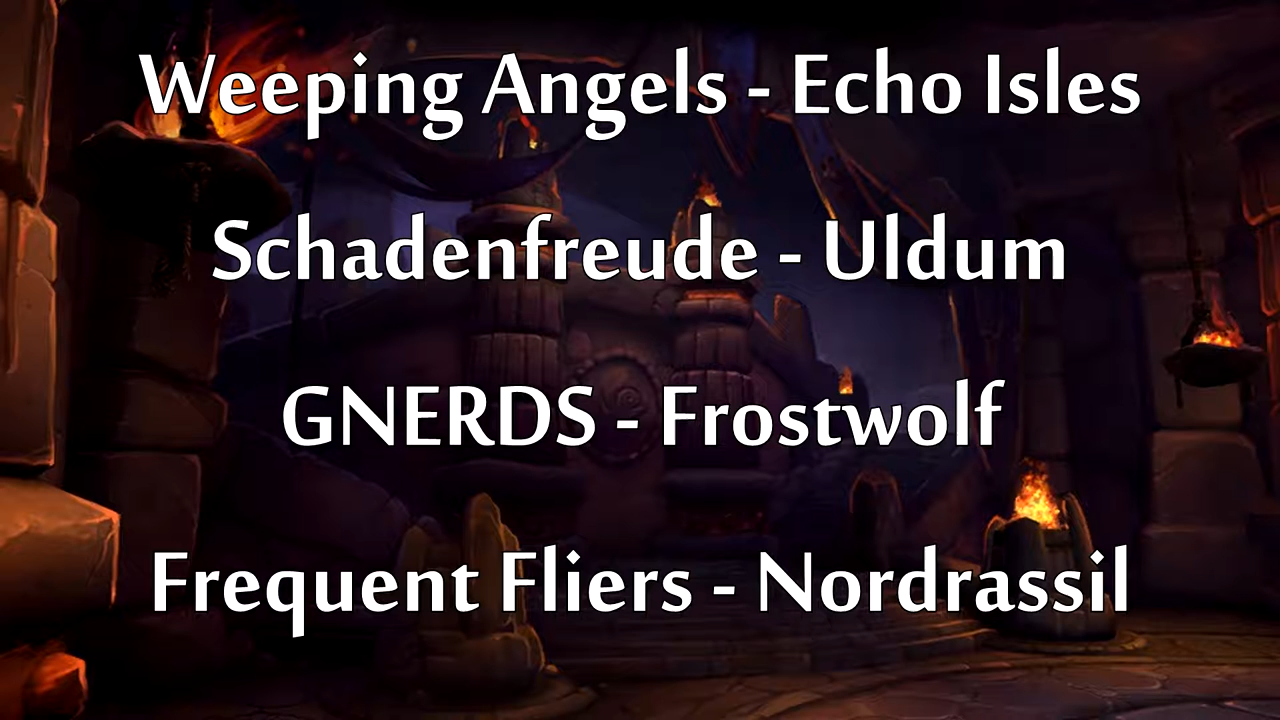 Weeping Angels - Echo Isles
Schadenfreude - Uldum
GNERDS - Frostwolf
Frequent Fliers - Nordrassil